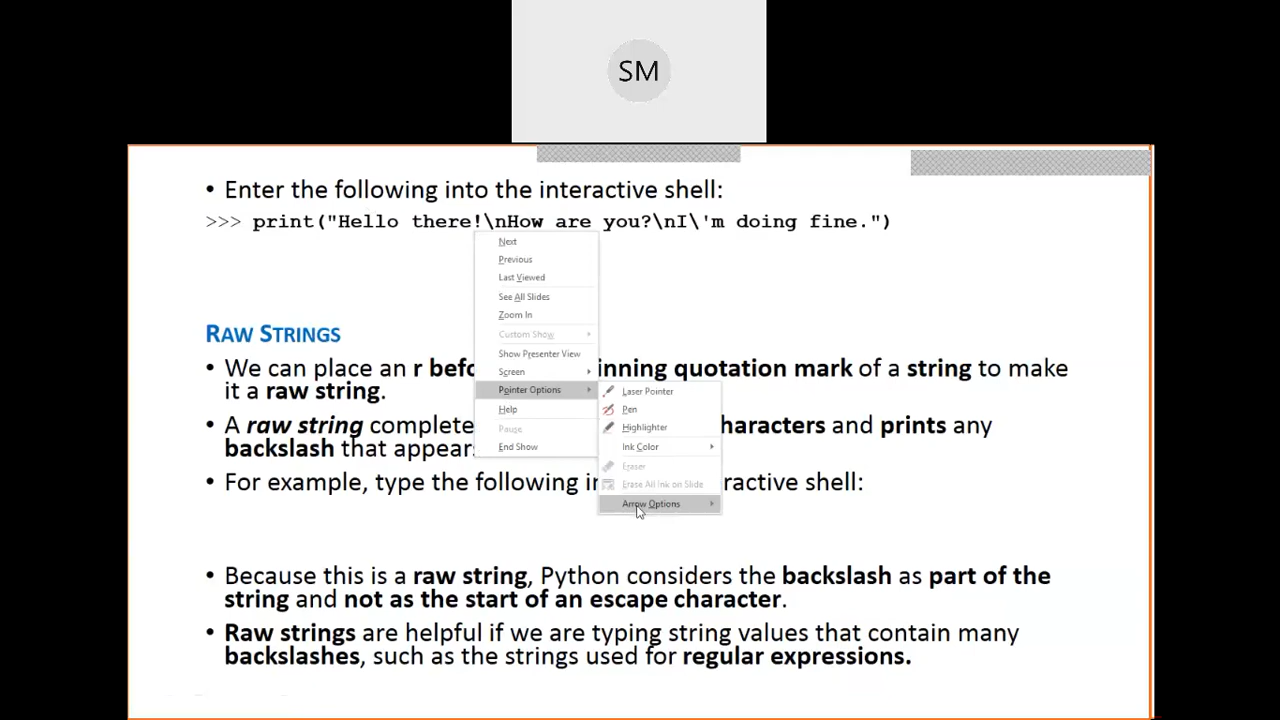 SM
• Enter the following into the interactive shell:
>>> print("Hello there!\nHow are you?\nI\'m doing fine.")
Next
Previous
Last Viewed
See All Slides
Zoom In
Custom Show
Show Presenter View
Screen
Pointer Options
Help
Pause
End Show
Laser Pointer
Pen
Highlighter
Ink Color
Eraser
Erase All Ink on Slide
Arrow Options
RAW STRINGS
• We can place an r befo inning quotation mark of a string to make
it a raw string.
• A raw string complete haracters and prints any
backslash that appears
• For example, type the following in ractive shell:
• Because this is a raw string, Python considers the backslash as part of the
string and not as the start of an escape character.
• Raw strings are helpful if we are typing string values that contain many
backslashes, such as the strings used for regular expressions.